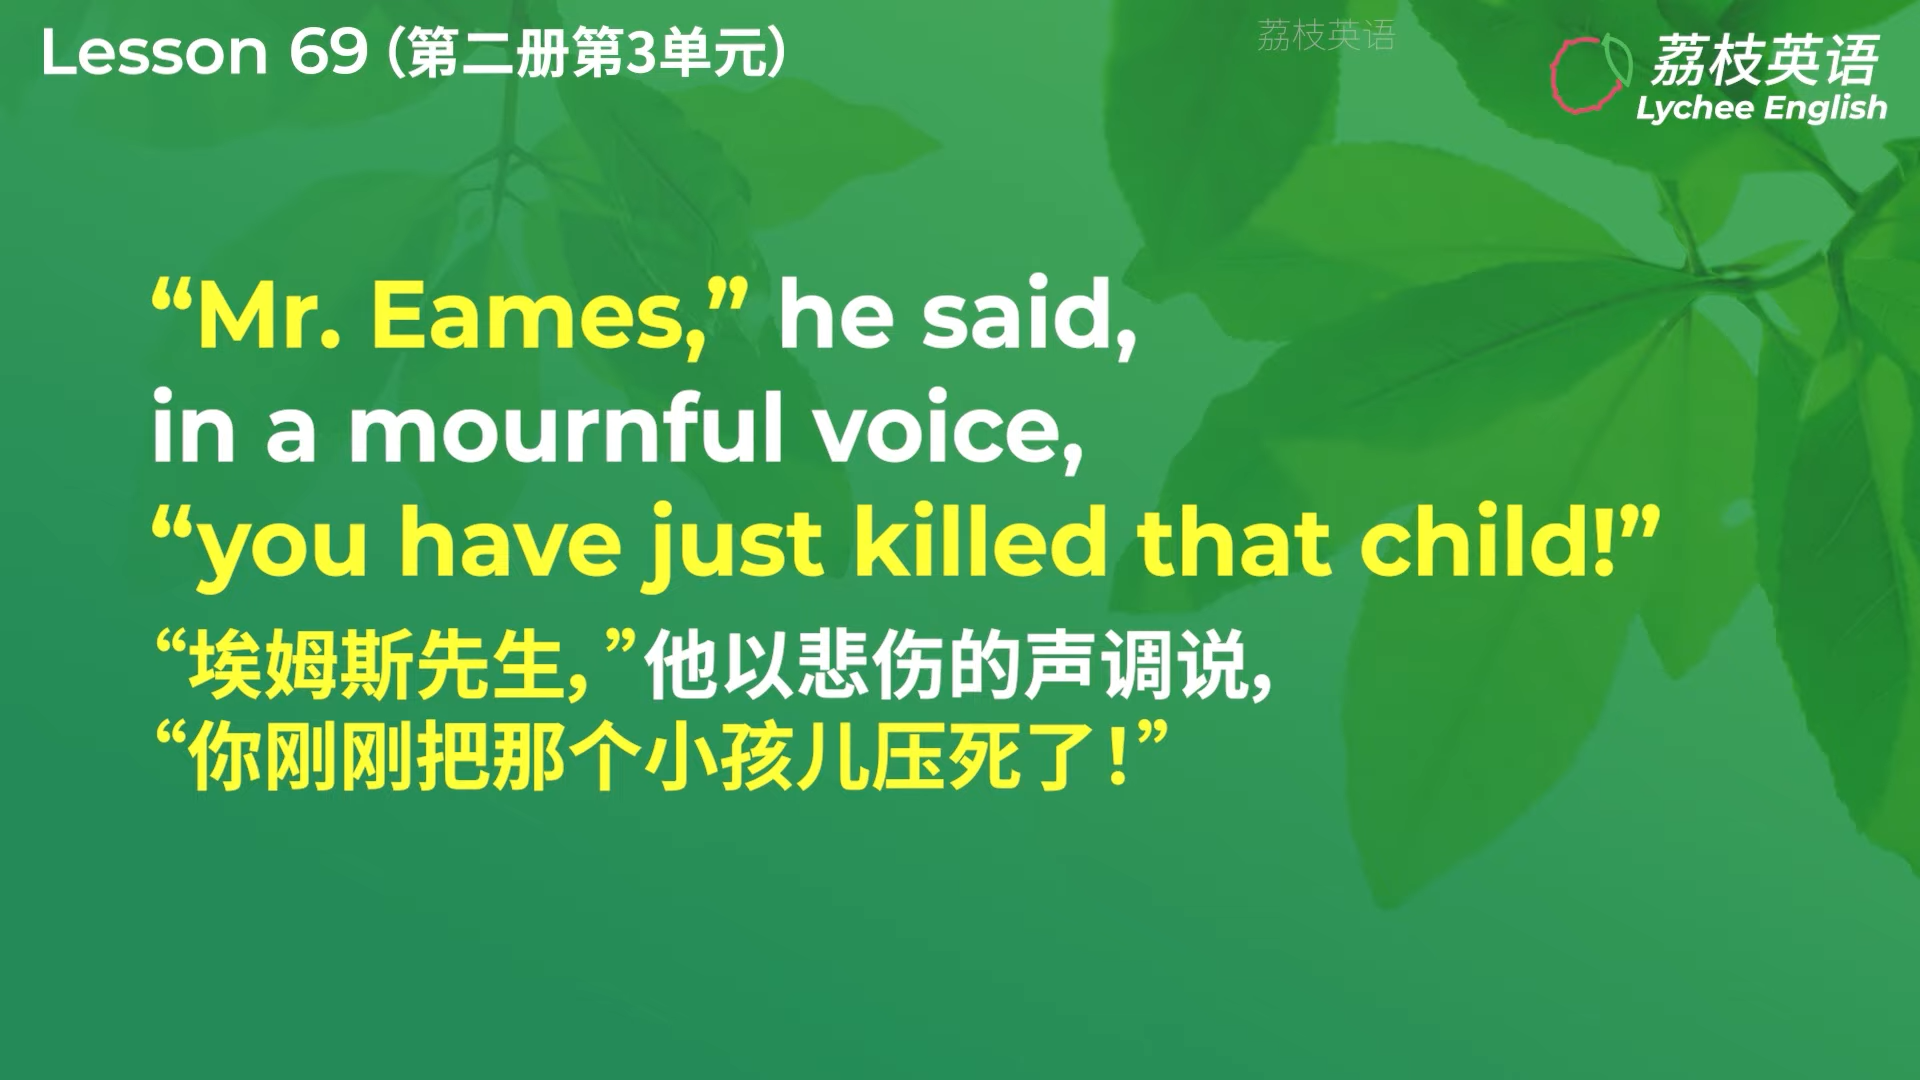 Lesson 69 (第二册第3单元)
荔枝英语
荔枝英语
Lychee English
“Mr. Eames,” he said,
in a mournful voice,
“you have just killed that child!”
“埃姆斯先生，”他以悲伤的声调说，
“你刚刚把那个小孩儿压死了！”